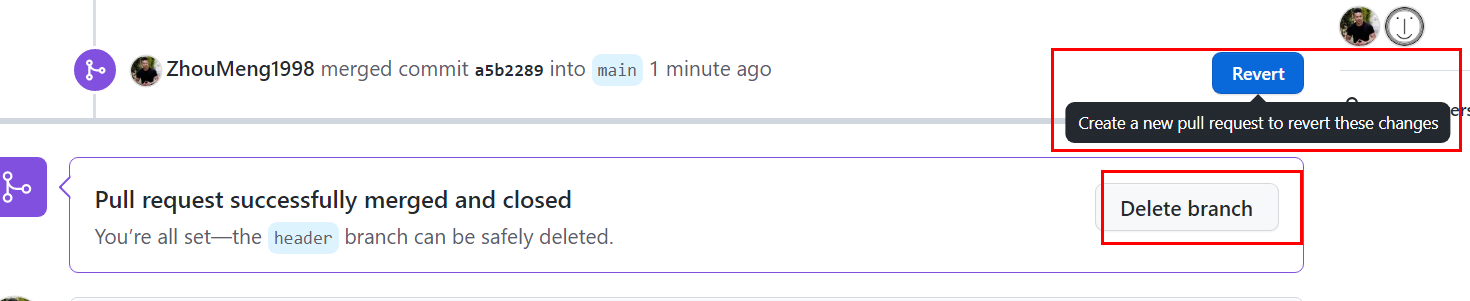 ZhouMeng1998 merged commit a5b2289 into main 1 minute ago
Revert
Create a new pull request to revert these changes
Pull request successfully merged and closed
Delete branch
You're all set—the header branch can be safely deleted.